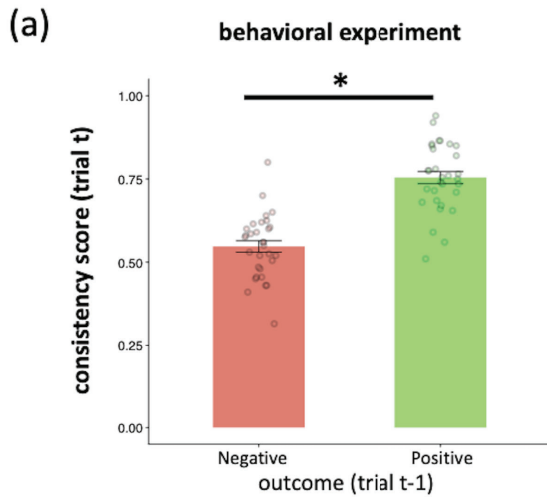 (a)
behavioral experiment
*
consistency score (trial t)
1.00
0.75
0.50
0.25
0.00
Negative
Positive
outcome (trial t-1)